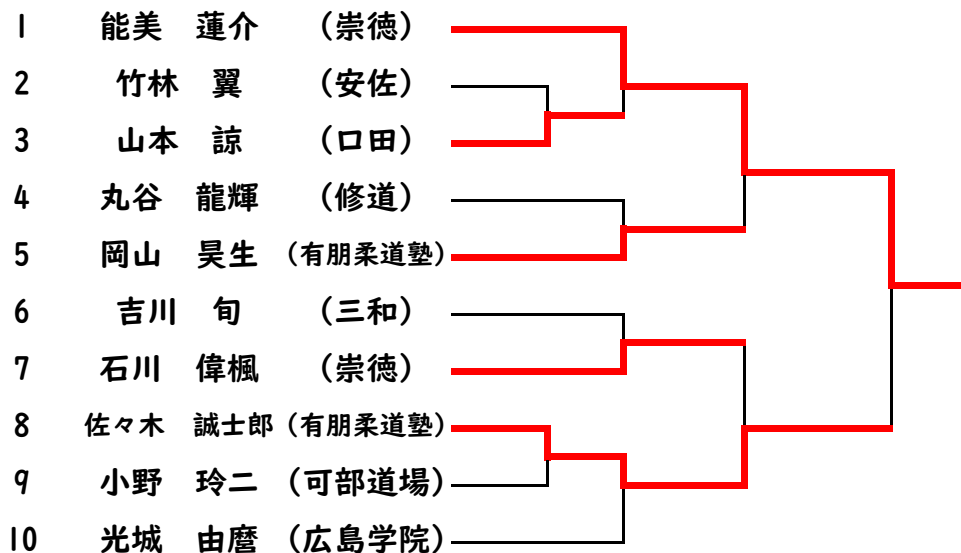 1 能美 蓮介 (崇徳)
2 竹林 翼 (安佐)
3 山本 諒 (口田)
4 丸谷 龍輝 (修道)
5 岡山 昊生 (有朋柔道塾)
6 吉川 旬 (三和)
7 石川 偉楓 (崇徳)
8 佐々木 誠士郎 (有朋柔道塾)
9 小野 玲二 (可部道場)
10 光城 由麿 (広島学院)